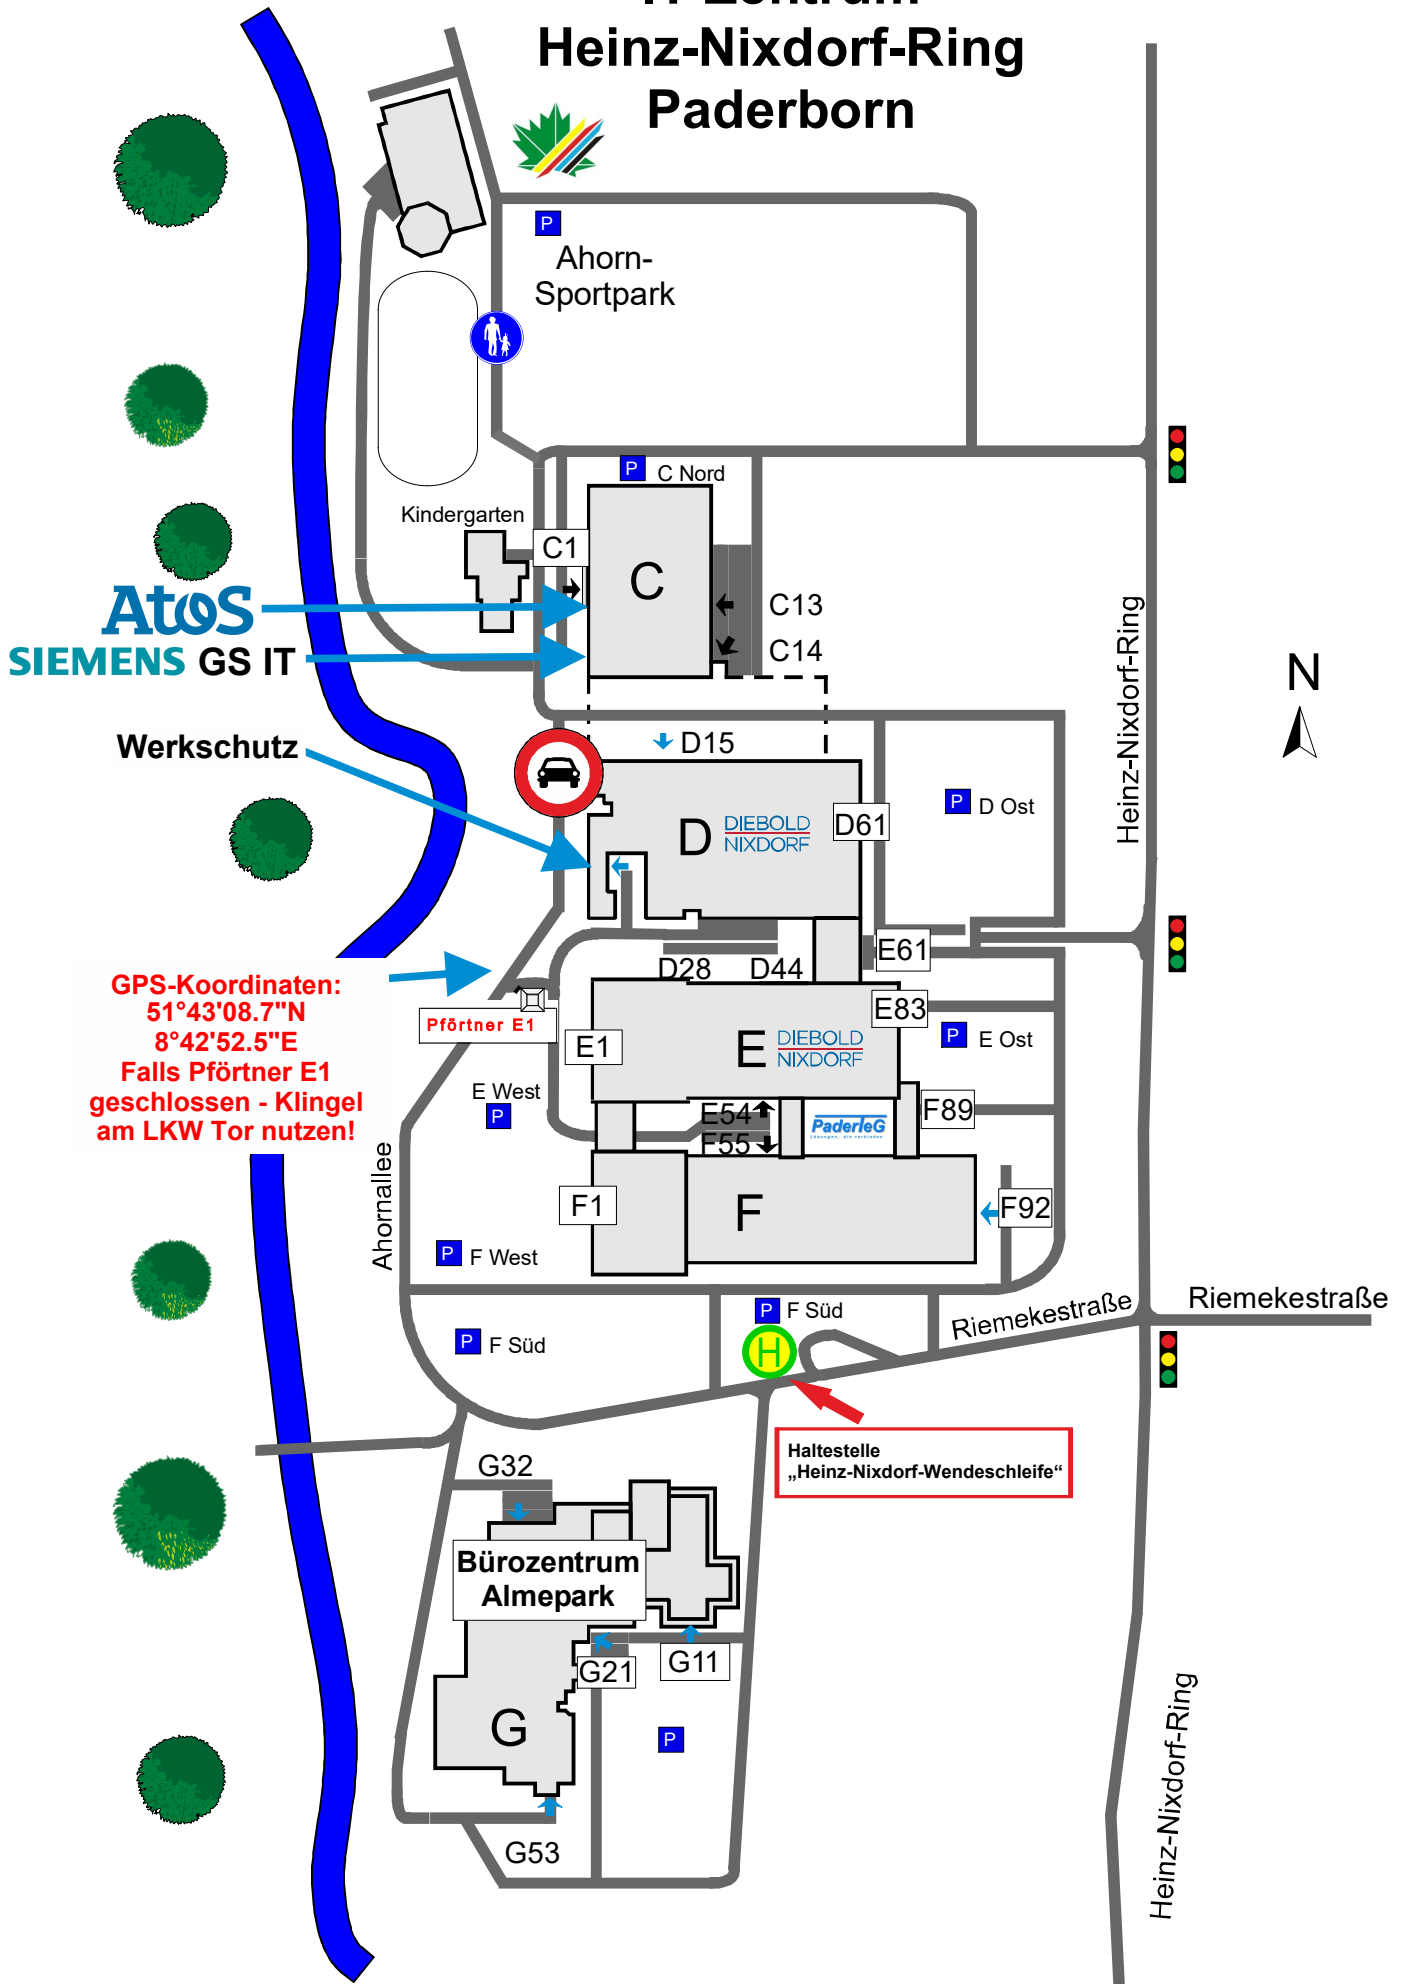 Heinz-Nixdorf-Ring
Paderborn
P
Ahorn-
Sportpark
P
C Nord
Kindergarten
C1
C
C13
C14
Atos
SIEMENS GS IT
Heinz-Nixdorf-Ring
N
Werkschutz
D15
D
DIEBOLD
NIXDORF
D61
P
D Ost
E61
D28
D44
GPS-Koordinaten:
51°43'08.7"N
8°42'52.5"E
Falls Pförtner E1
geschlossen - Klingel
am LKW Tor nutzen!
Pförtner E1
E1
E
DIEBOLD
NIXDORF
E83
P
E Ost
E West
P
E54
F55
PaderleG
Lösungen, die verbinden
F89
Ahornallee
F1
F
F92
P
F West
P
F Süd
P
F Süd
H
Riemekestraße
Riemekestraße
Haltestelle
„Heinz-Nixdorf-Wendeschleife“
G32
Bürozentrum
Almepark
G21
G11
G
P
G53
Heinz-Nixdorf-Ring